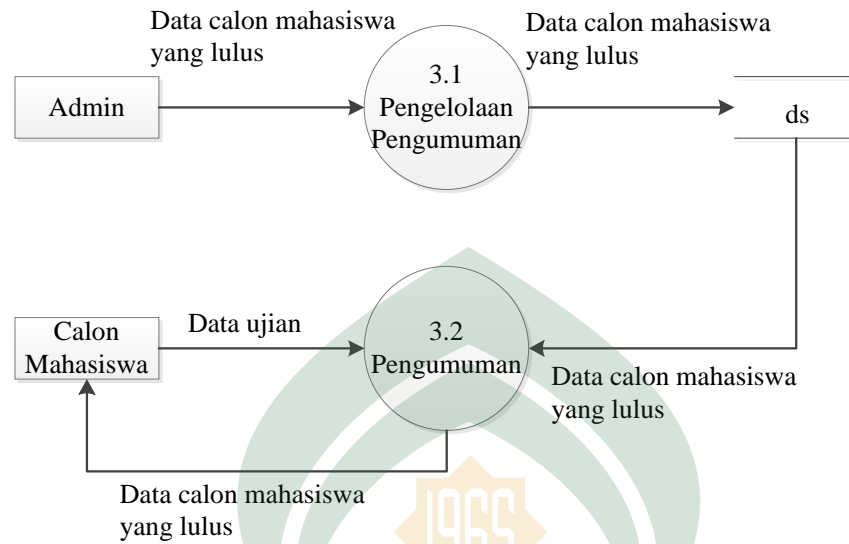 Data calon mahasiswa
yang lulus
Data calon mahasiswa
yang lulus
Admin
3.1
Pengelolaan
Pengumuman
ds
Calon
Mahasiswa
Data ujian
3.2
Pengumuman
Data calon mahasiswa
yang lulus
Data calon mahasiswa
yang lulus
1965